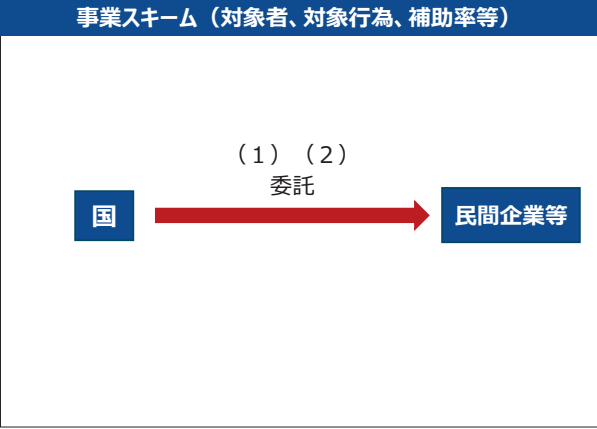 事業スキーム（対象者、対象行為、補助率等）
（１）（２）
委託
国
民間企業等